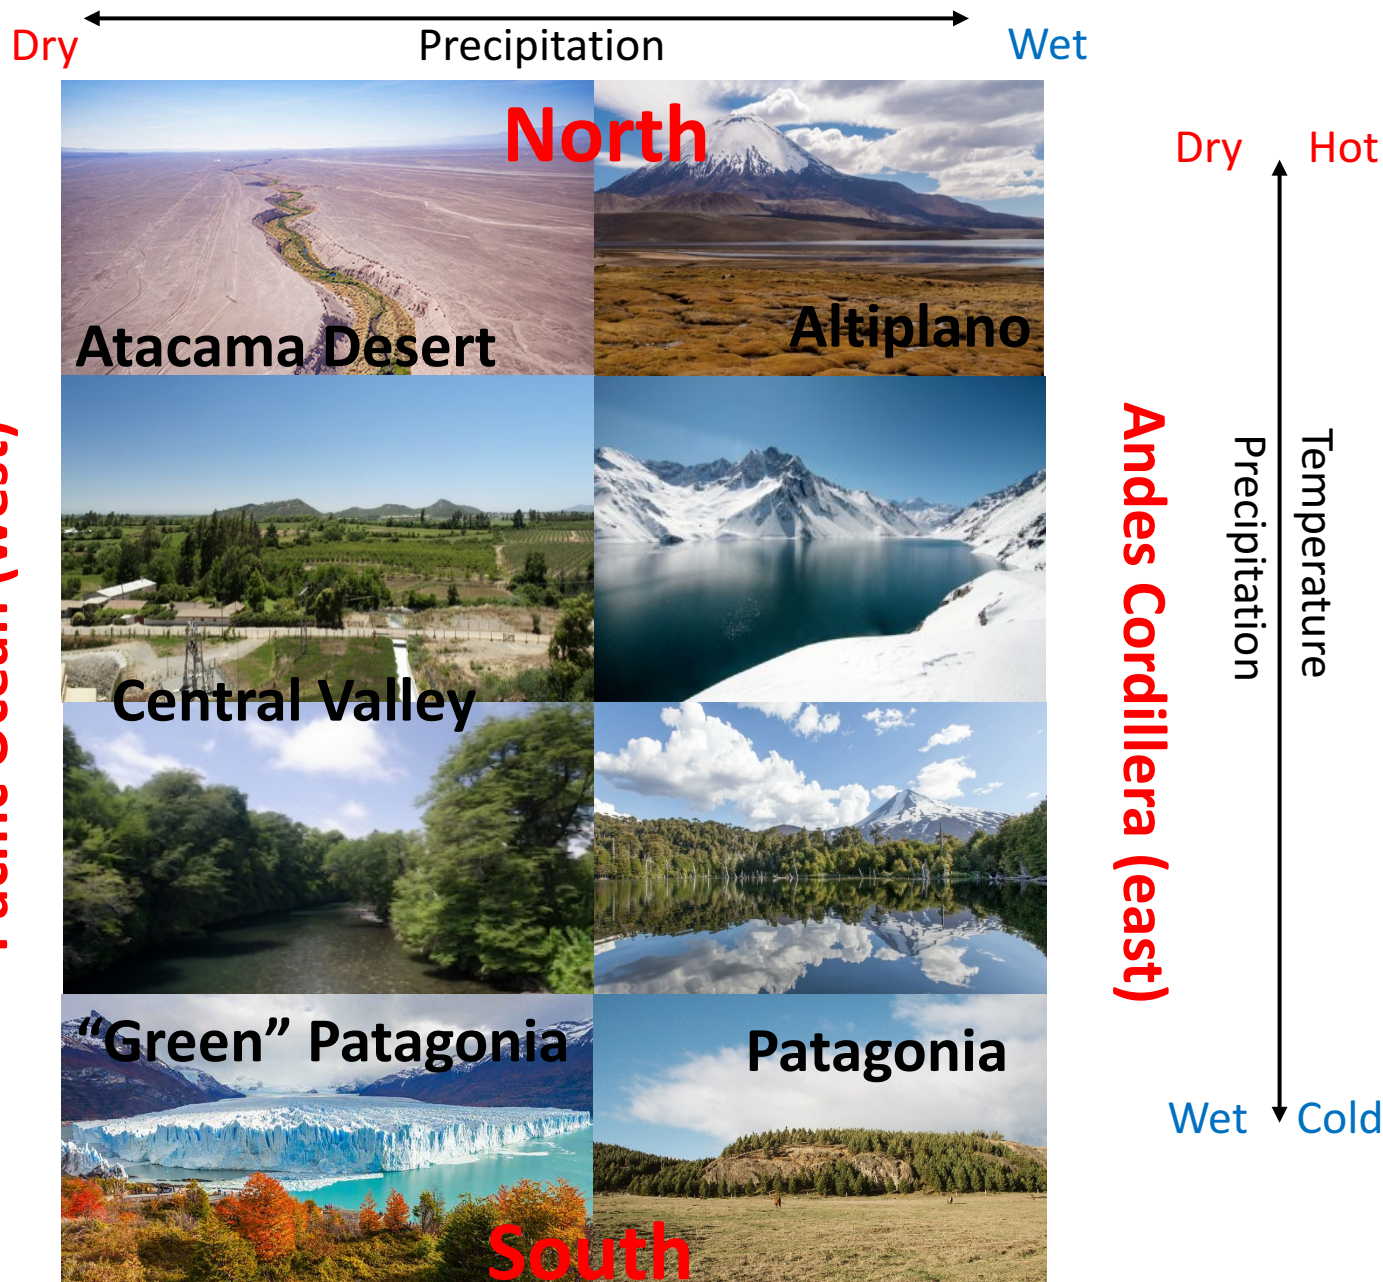 Dry
Precipitation
Wet
North
Dry
Hot
Atacama Desert
Altiplano
Andes Cordillera (east)
Precipitation
Temperature
Central Valley
“Green” Patagonia
Patagonia
Wet
Cold
South